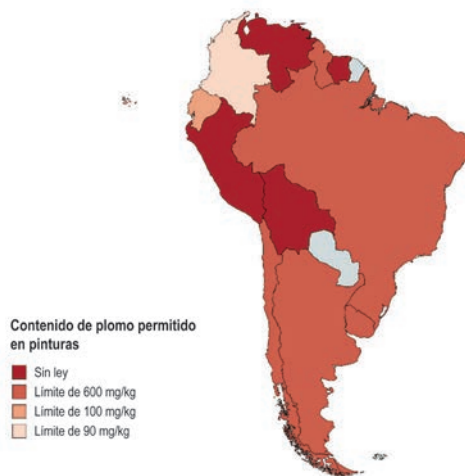 Contenido de plomo permitido
en pinturas
Sin ley
Límite de 600 mg/kg
Límite de 100 mg/kg
Límite de 90 mg/kg